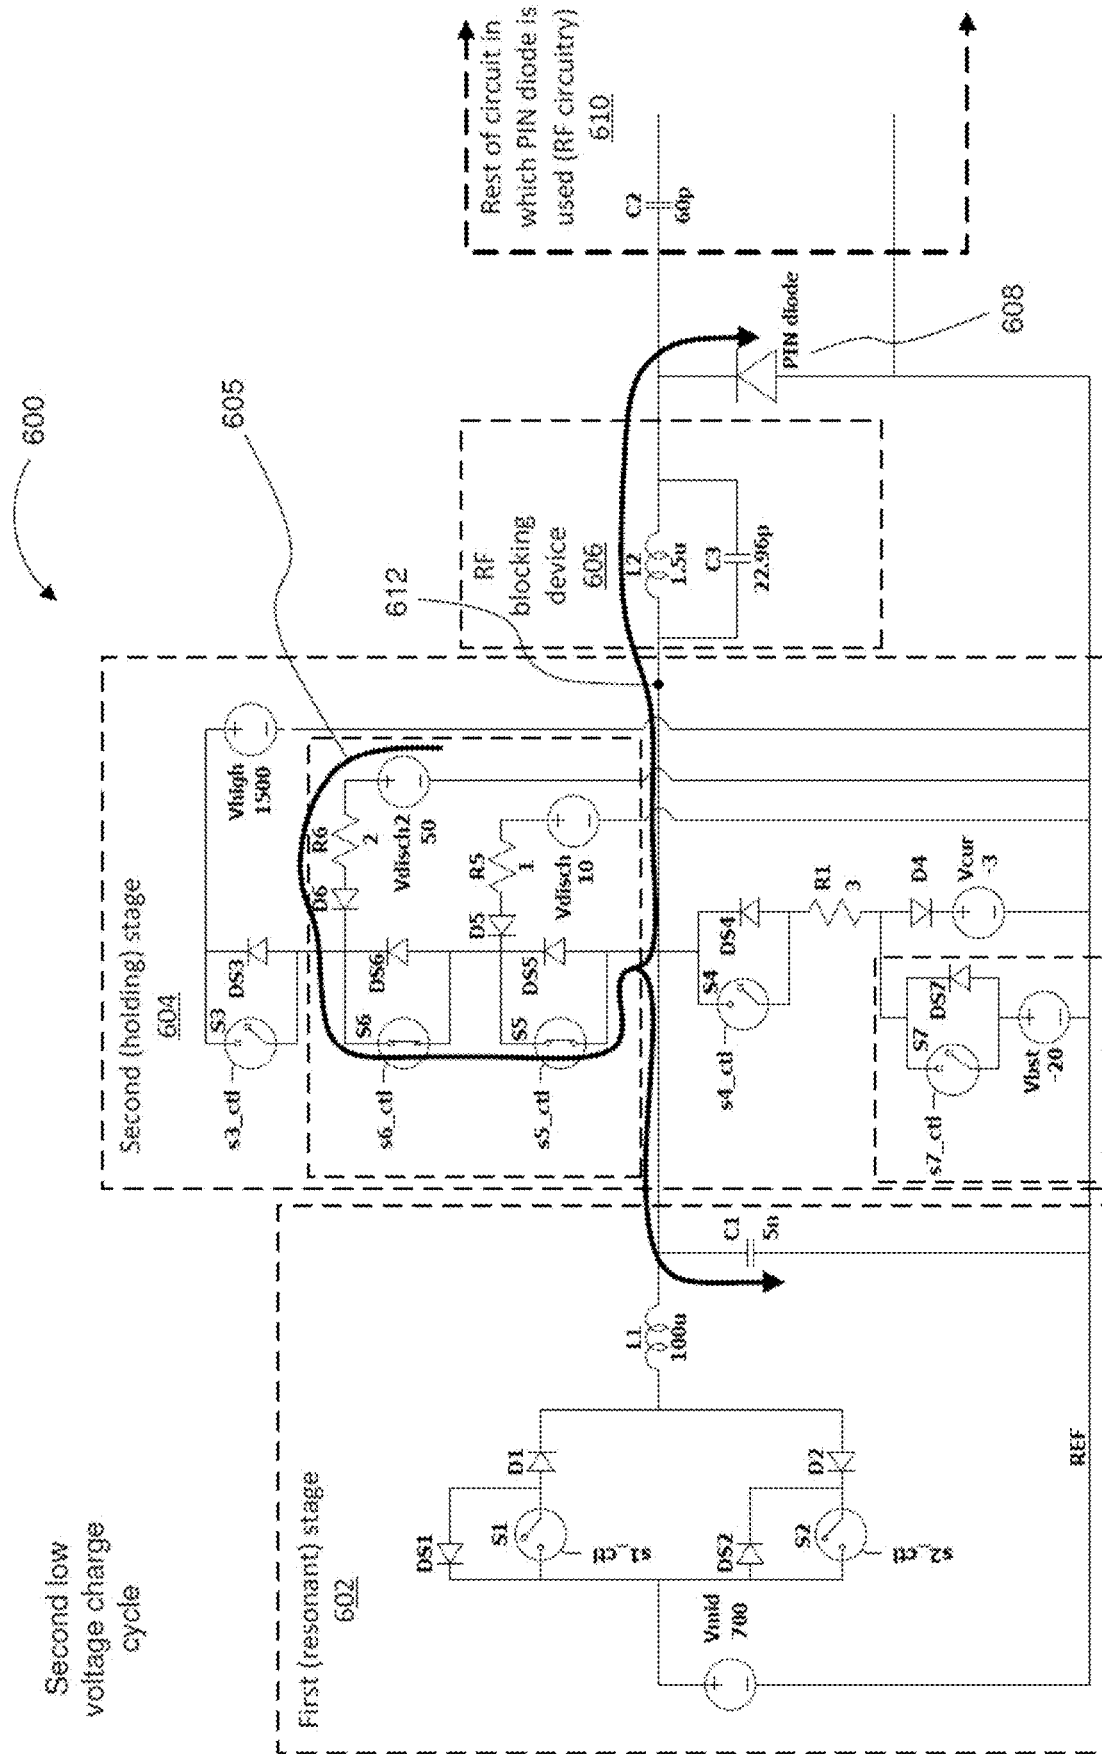 600
Second low
voltage charge
cycle
First (resonant) stage
602
Vmid
700
DS1
S1
s1_ctl
D1
DS2
S2
s2_ctl
D2
L1
100u
C1
5n
REF
Second (holding) stage
604
s3_ctl
S3
DS3
Vhigh
1500
605
s6_ctl
S6
DS6
D6
R6
2
Vdisch2
50
s5_ctl
S5
DS5
D5
R5
1
Vdisch
10
s4_ctl
S4
DS4
R1
3
D4
Vcur
-3
s7_ctl
S7
DS7
Vbst
-20
612
RF
blocking
device
606
L2
1.5u
C3
22.96p
PIN diode
608
Rest of circuit in
which PIN diode is
used (RF circuitry)
610
C2
60p